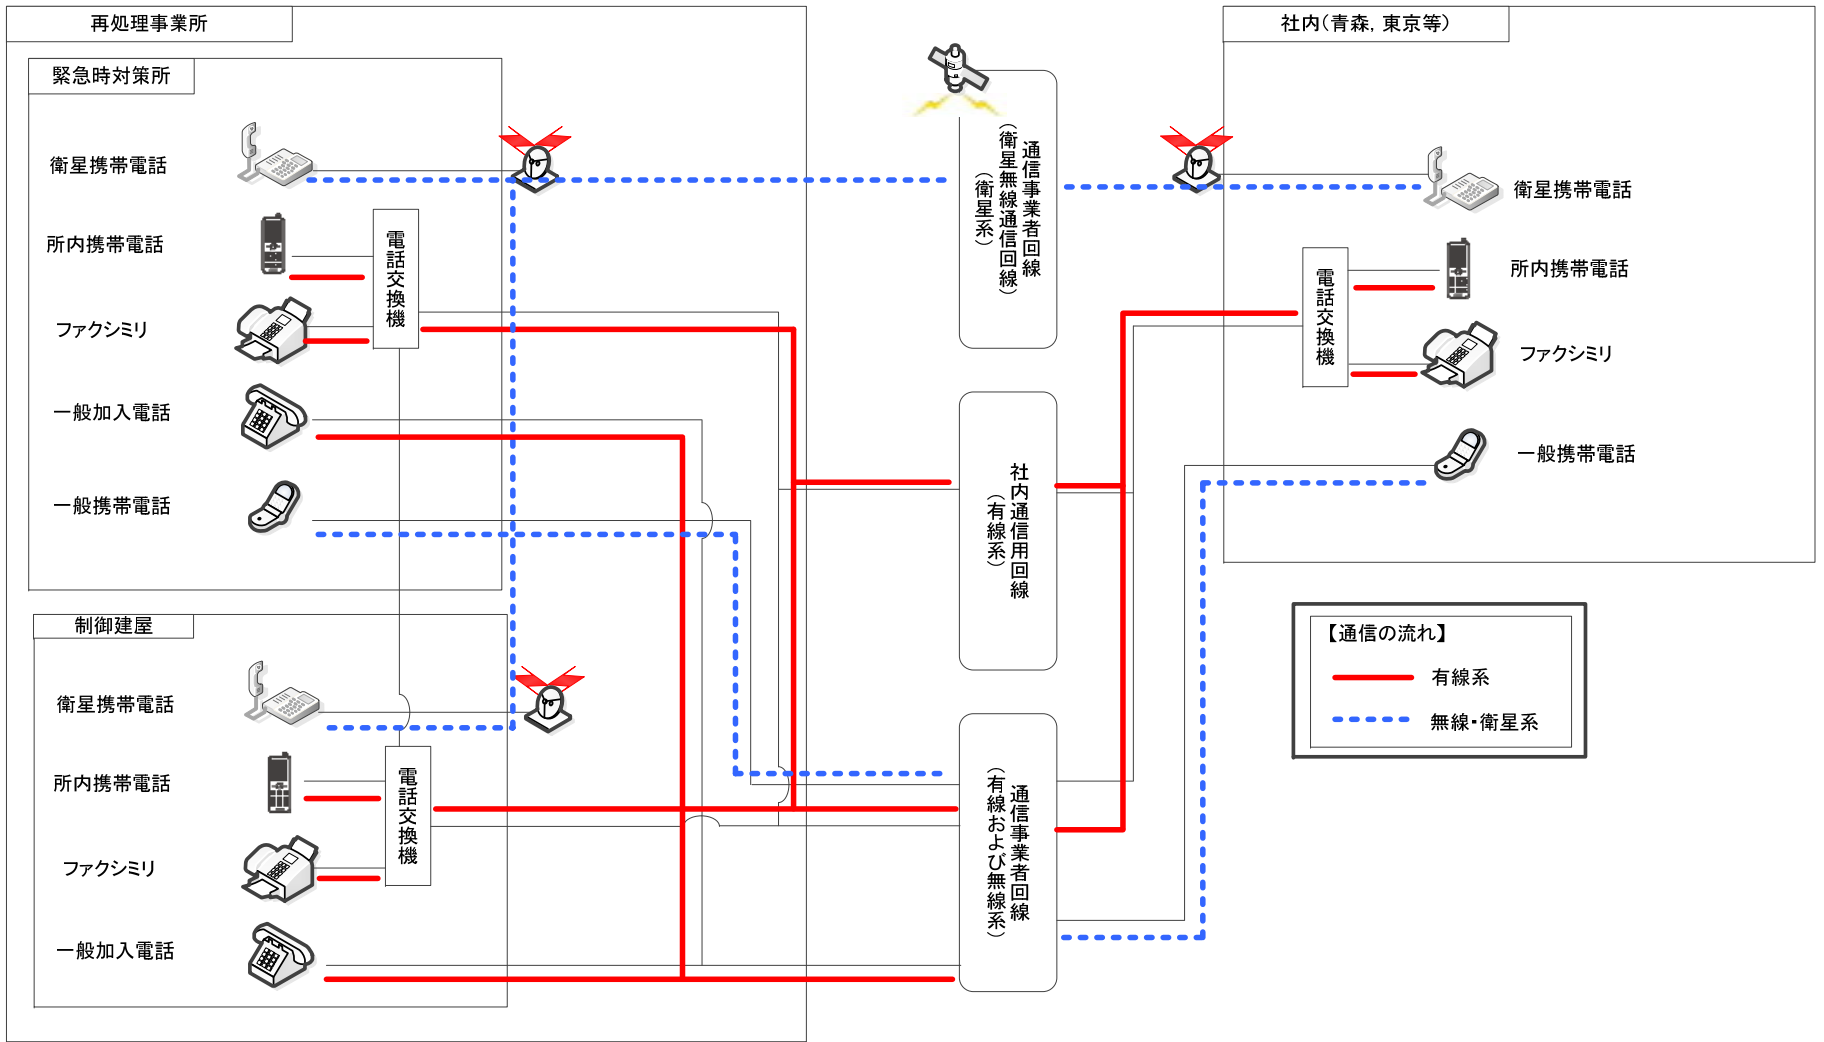 再処理事業所
緊急時対策所
衛星携帯電話
所内携帯電話
ファクシミリ
一般加入電話
一般携帯電話
電話交換機
制御建屋
衛星携帯電話
所内携帯電話
ファクシミリ
一般加入電話
電話交換機
通信事業者回線
（衛星無線通信回線）
（衛星系）
社内通信用回線
（有線系）
通信事業者回線
（有線および無線系）
社内（青森，東京等）
衛星携帯電話
所内携帯電話
ファクシミリ
一般携帯電話
電話交換機
【通信の流れ】
有線系
無線・衛星系